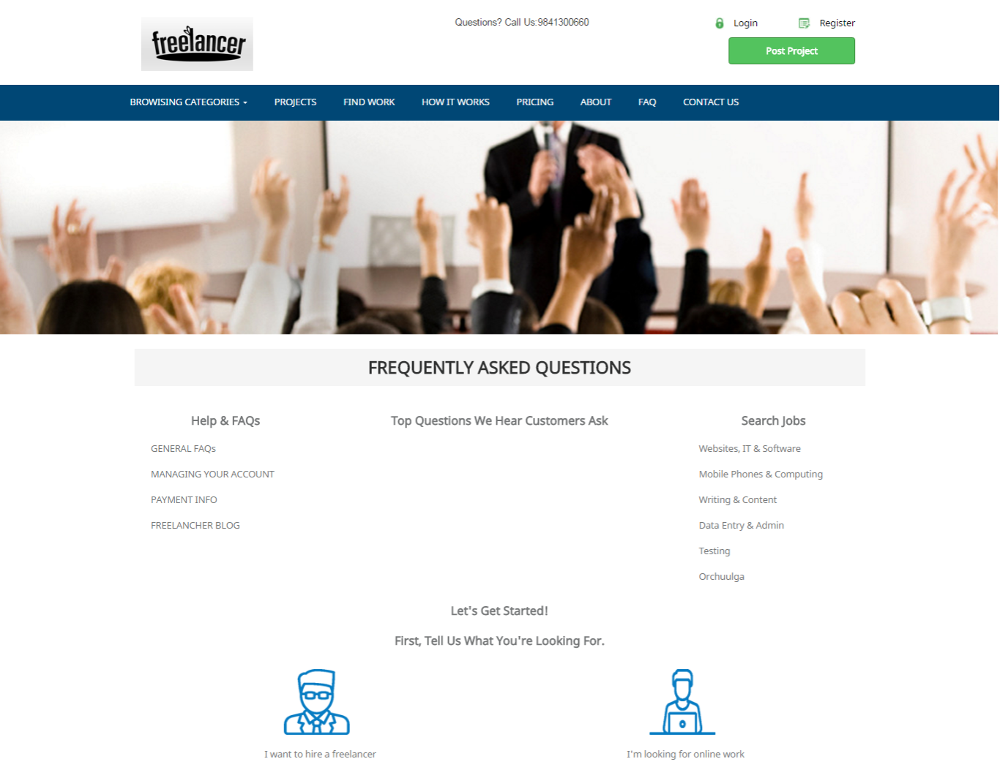 freelancer
Questions? Call Us:9841300660
Login
Register
Post Project
BROWISING CATEGORIES
PROJECTS
FIND WORK
HOW IT WORKS
PRICING
ABOUT
FAQ
CONTACT US
FREQUENTLY ASKED QUESTIONS
Help & FAQs
GENERAL FAQs
MANAGING YOUR ACCOUNT
PAYMENT INFO
FREELANCHER BLOG
Top Questions We Hear Customers Ask
Search Jobs
Websites, IT & Software
Mobile Phones & Computing
Writing & Content
Data Entry & Admin
Testing
Orchuulga
Let's Get Started!
First, Tell Us What You're Looking For.
I want to hire a freelancer
I'm looking for online work